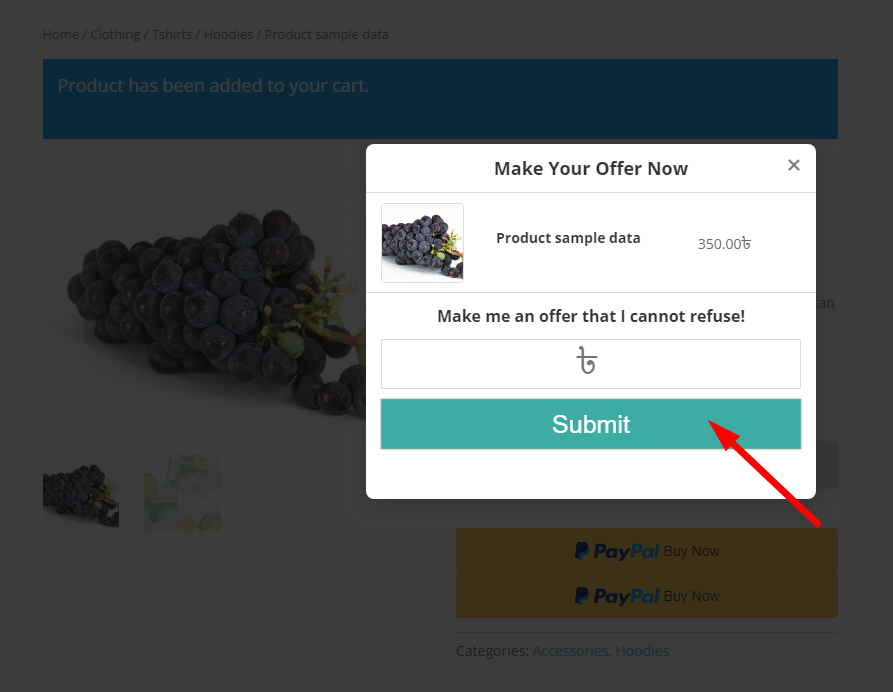 Home / Clothing / Tshirts / Hoodies / Product sample data
Product has been added to your cart.
Make Your Offer Now
×
Product sample data
350.00৳
Make me an offer that I cannot refuse!
৳
can
Submit
PayPal Buy Now
PayPal Buy Now
Categories: Accessories, Hoodies